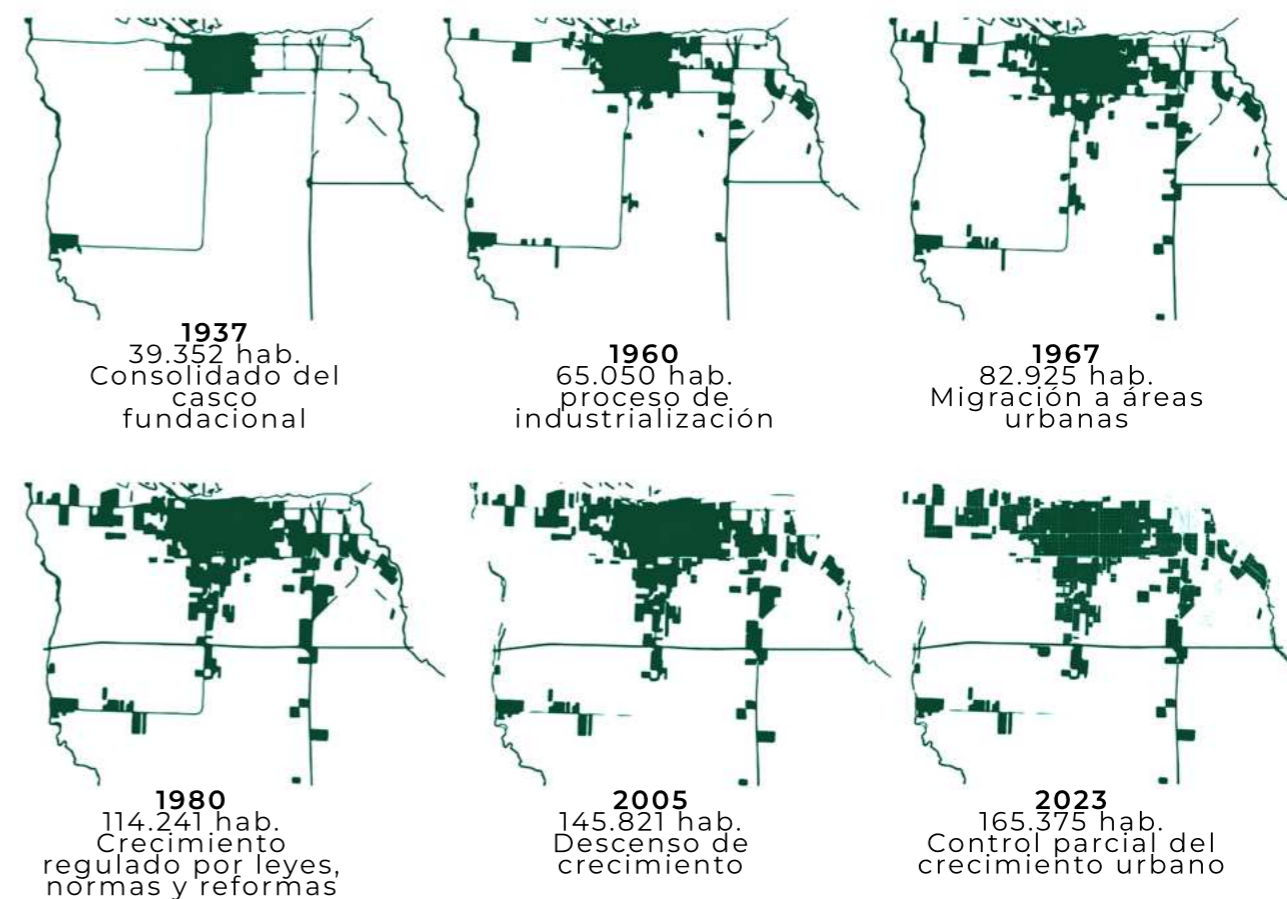 1937
39.352 hab.
Consolidado del
casco
fundacional
1960
65.050 hab.
proceso de
industrialización
1967
82.925 hab.
Migración a áreas
urbanas
1980
114.241 hab.
Crecimiento
regulado por leyes,
normas y reformas
2005
145.821 hab.
Descenso de
crecimiento
2023
165.375 hab.
Control parcial del
crecimiento urbano